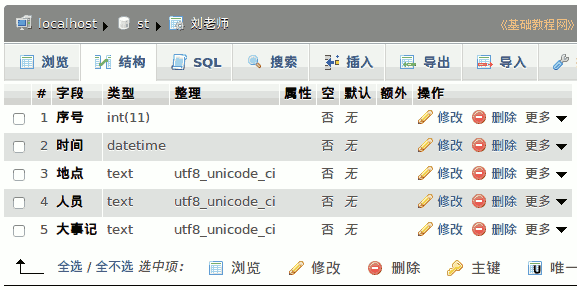 localhost ▸ st ▸ 刘老师 《基础教程网》
浏览 结构 SQL 搜索 插入 导出 导入
# 字段 类型 整理 属性 空 默认 额外 操作
1 序号 int(11) 否 无 修改 删除 更多
2 时间 datetime 否 无 修改 删除 更多
3 地点 text utf8_unicode_ci 否 无 修改 删除 更多
4 人员 text utf8_unicode_ci 否 无 修改 删除 更多
5 大事记 text utf8_unicode_ci 否 无 修改 删除 更多
全选 / 全不选 选中项: 浏览 修改 删除 主键 U 唯一